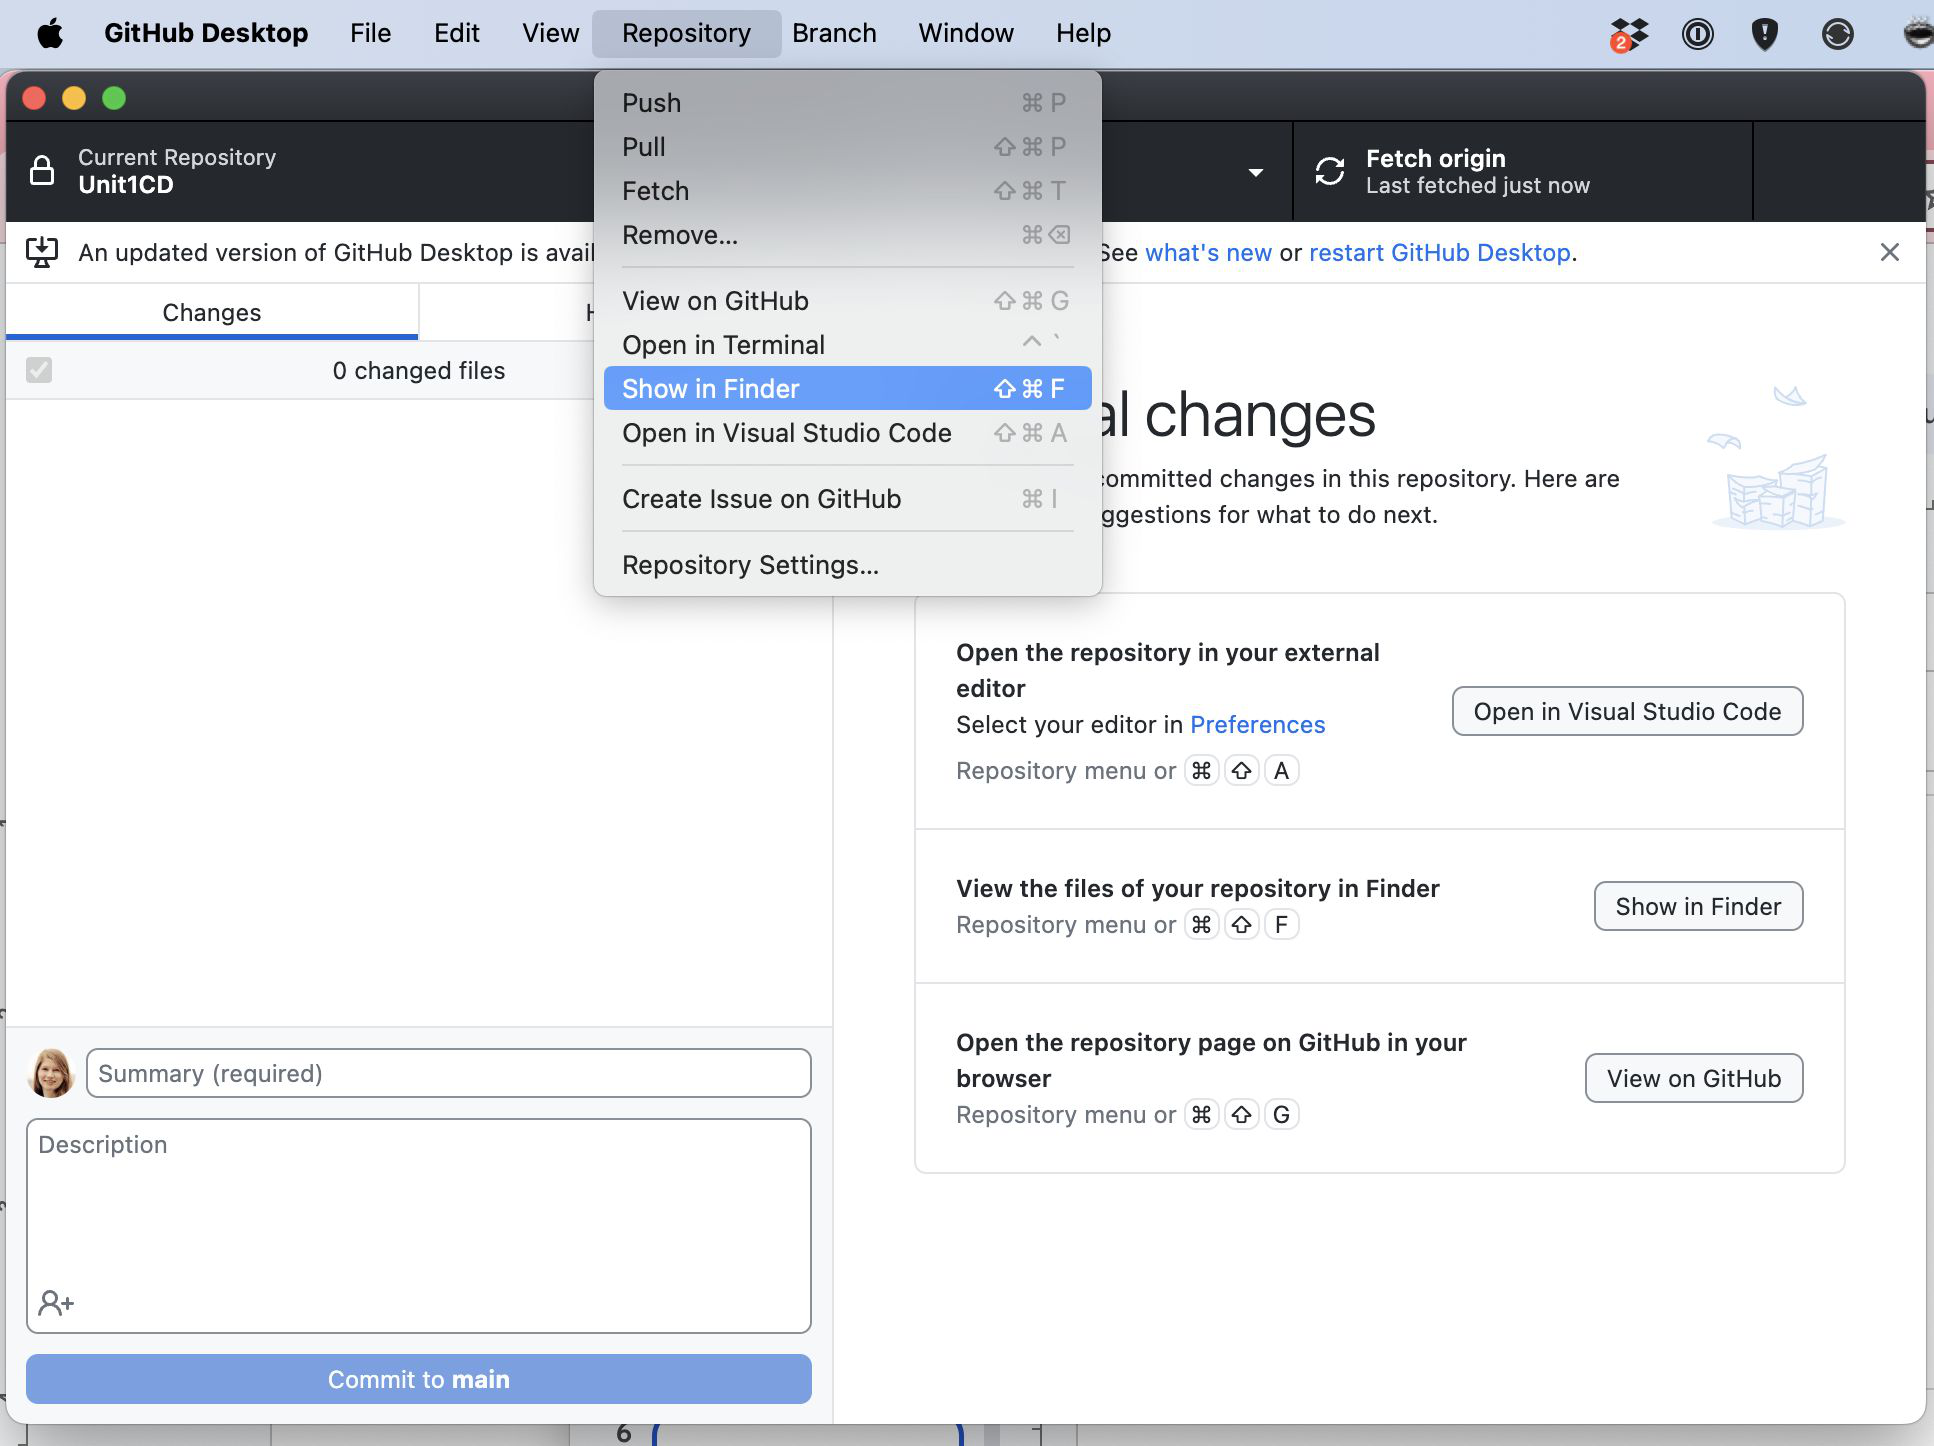 GitHub Desktop File Edit View Repository Branch Window Help
2
Current Repository
Unit1CD
Fetch origin
Last fetched just now
An updated version of GitHub Desktop is
See what's new or restart GitHub Desktop.
Changes
0 changed files
Push ⌘ P
Pull ⇧ ⌘ P
Fetch ⇧ ⌘ T
Remove... ⌘ ⌫
View on GitHub ⇧ ⌘ G
Open in Terminal ^ `
Show in Finder ⇧ ⌘ F
Open in Visual Studio Code ⇧ ⌘ A
Create Issue on GitHub ⌘ I
Repository Settings...
changes
changes in this repository. Here are
for what to do next.
Open the repository in your external
editor
Select your editor in Preferences
Repository menu or ⌘ ⇧ A
Open in Visual Studio Code
View the files of your repository in Finder
Repository menu or ⌘ ⇧ F
Show in Finder
Open the repository page on GitHub in your
browser
Repository menu or ⌘ ⇧ G
View on GitHub
Summary (required)
Description
Commit to main
6